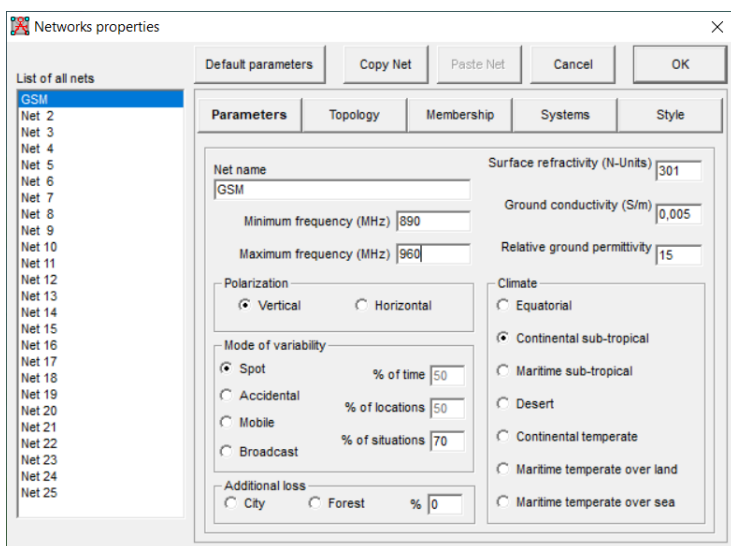 Networks properties
List of all nets
Default parameters
Copy Net
Paste Net
Cancel
OK
GSM
Net 2
Net 3
Net 4
Net 5
Net 6
Net 7
Net 8
Net 9
Net 10
Net 11
Net 12
Net 13
Net 14
Net 15
Net 16
Net 17
Net 18
Net 19
Net 20
Net 21
Net 22
Net 23
Net 24
Net 25
Parameters
Topology
Membership
Systems
Style
Net name
GSM
Minimum frequency (MHz) 890
Maximum frequency (MHz) 960
Surface refractivity (N-Units) 301
Ground conductivity (S/m) 0,005
Relative ground permittivity 15
Polarization
Vertical
Horizontal
Mode of variability
Spot
Accidental
Mobile
Broadcast
% of time 50
% of locations 50
% of situations 70
Additional loss
City
Forest
% 0
Climate
Equatorial
Continental sub-tropical
Maritime sub-tropical
Desert
Continental temperate
Maritime temperate over land
Maritime temperate over sea